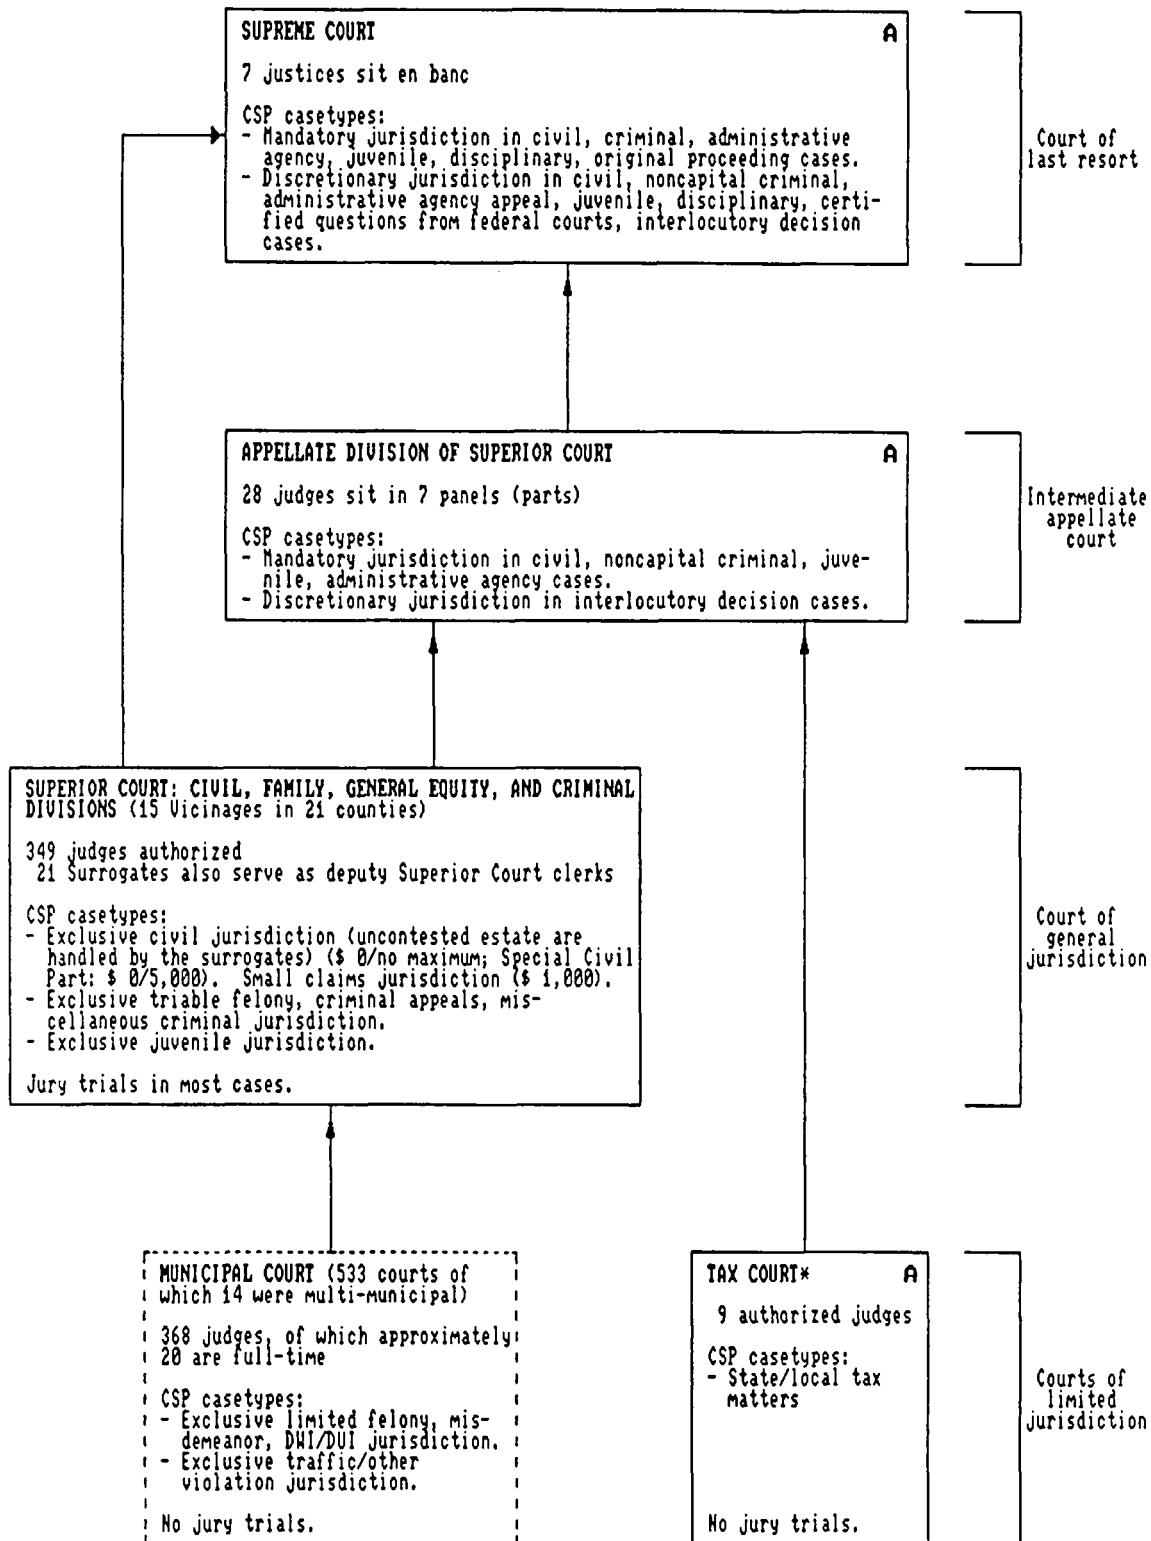 SUPREME COURT A
7 justices sit en banc
CSP casetypes:
- Mandatory jurisdiction in civil, criminal, administrative
agency, juvenile, disciplinary, original proceeding cases.
- Discretionary jurisdiction in civil, noncapital criminal,
administrative agency appeal, juvenile, disciplinary, certi-
fied questions from federal courts, interlocutory decision
cases.
Court of
last resort
APPELLATE DIVISION OF SUPERIOR COURT A
28 judges sit in 7 panels (parts)
CSP casetypes:
- Mandatory jurisdiction in civil, noncapital criminal, juve-
nile, administrative agency cases.
- Discretionary jurisdiction in interlocutory decision cases.
Intermediate
appellate
court
SUPERIOR COURT: CIVIL, FAMILY, GENERAL EQUITY, AND CRIMINAL
DIVISIONS (15 Vicinages in 21 counties)
349 judges authorized
21 Surrogates also serve as deputy Superior Court clerks
CSP casetypes:
- Exclusive civil jurisdiction (uncontested estate are
handled by the surrogates) ($ 0/no maximum; Special Civil
Part: $ 0/5,000). Small claims jurisdiction ($ 1,000).
- Exclusive triable felony, criminal appeals, mis-
cellaneous criminal jurisdiction.
- Exclusive juvenile jurisdiction.
Jury trials in most cases.
Court of
general
jurisdiction
MUNICIPAL COURT (533 courts of
which 14 were multi-municipal)
368 judges, of which approximately
20 are full-time
CSP casetypes:
- Exclusive limited felony, mis-
demeanor, DWI/DUI jurisdiction.
- Exclusive traffic/other
violation jurisdiction.
No jury trials.
TAX COURT* A
9 authorized judges
CSP casetypes:
- State/local tax
matters
No jury trials.
Courts of
limited
jurisdiction